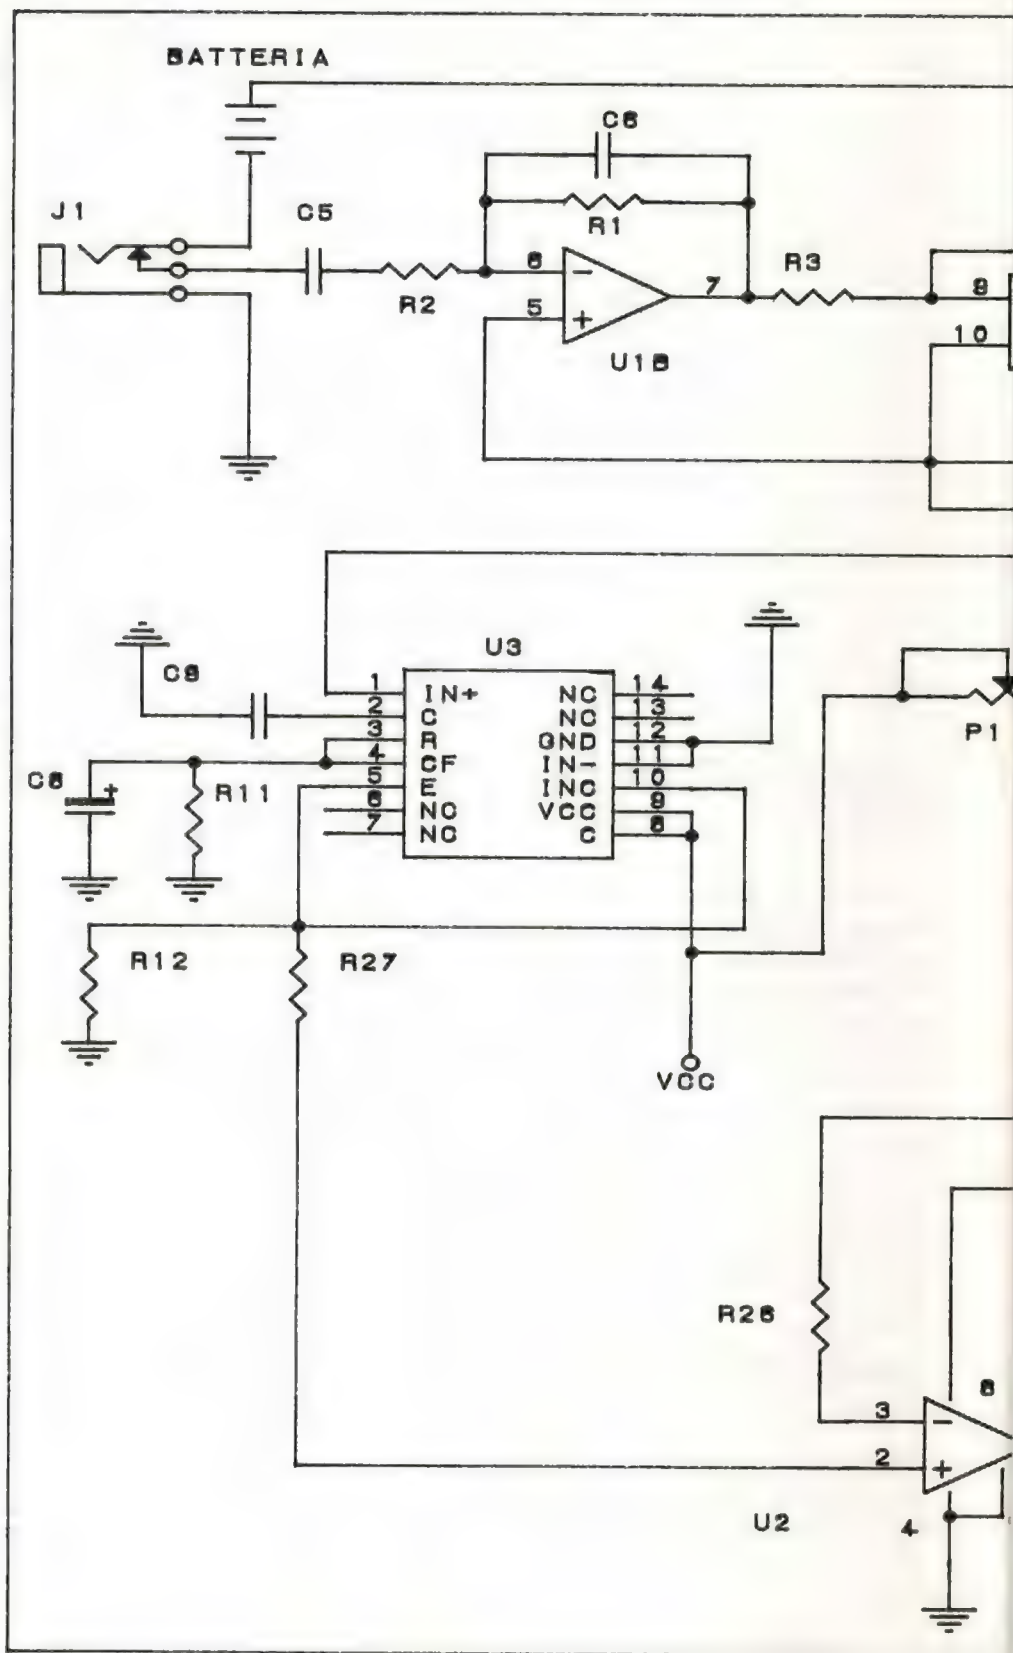 BATTERIA
C6
J1
C5
R1
R2
6
5
7
R3
9
10
U1B
U3
C9
1
2
3
4
5
6
7
IN+
C
R
CF
E
NC
NC
NC
NC
GND
IN-
INC
VCC
C
14
13
12
11
10
9
8
P1
C8
+
R11
R12
R27
VCC
R26
8
3
2
U2
4